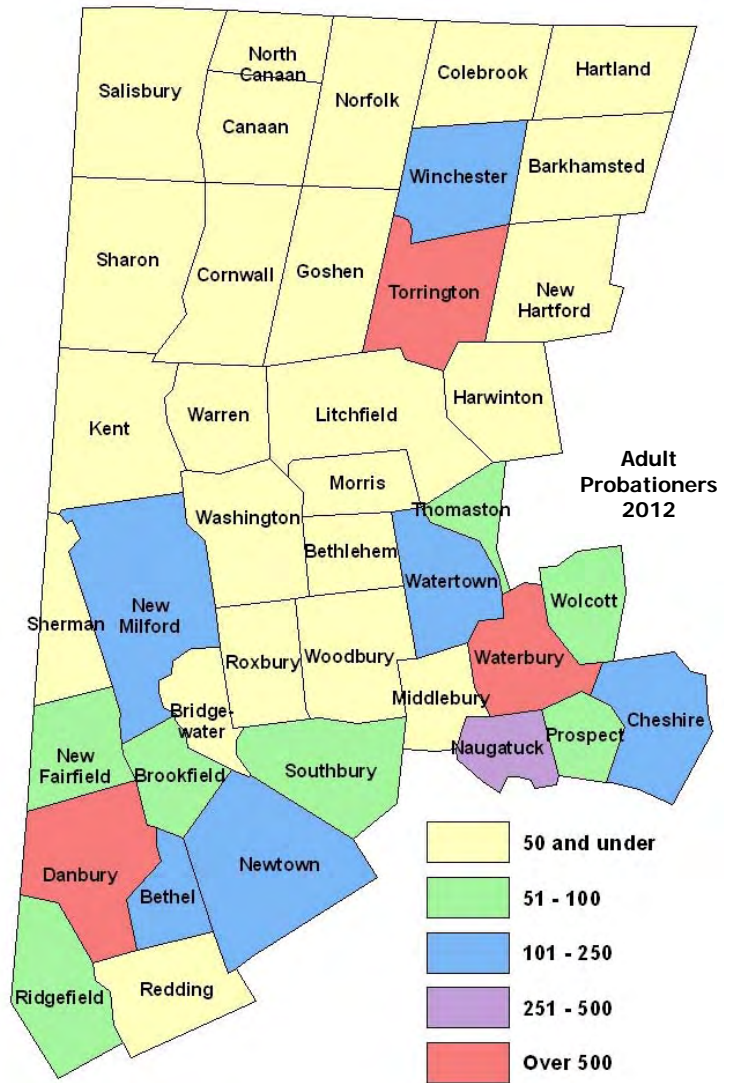 North
Canaan
Salisbury
Canaan
Norfolk
Colebrook
Hartland
Winchester
Barkhamsted
Sharon
Cornwall
Goshen
Torrington
New
Hartford
Kent
Warren
Litchfield
Harwinton
Morris
Washington
Bethlehem
Thomaston
Watertown
Adult
Probationers
2012
Sherman
New
Milford
Roxbury
Woodbury
Wolcott
Waterbury
Middlebury
Bridge-
water
Naugatuck
Prospect
Cheshire
New
Fairfield
Brookfield
Southbury
Danbury
Bethel
Newtown
Ridgefield
Redding
50 and under
51 - 100
101 - 250
251 - 500
Over 500